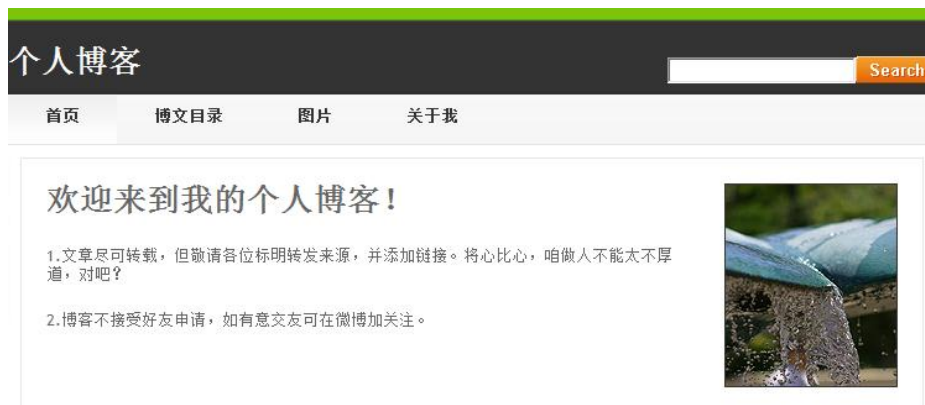 个人博客
Search
首页 博文目录 图片 关于我
欢迎来到我的个人博客！
1.文章尽可转载，但敬请各位标明转发来源，并添加链接。将心比心，咱做人不能太不厚
道，对吧？
2.博客不接受好友申请，如有意交友可在微博加关注。